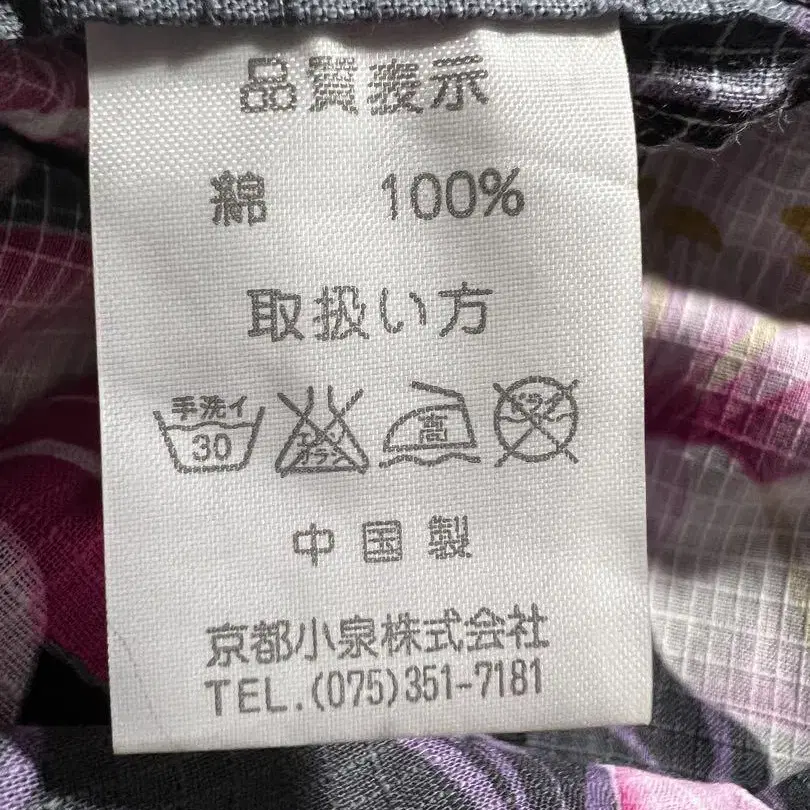 品質表示
綿 100%
取扱い方
手洗イ 30 エンソ サラシ 高 ドライ
中国製
京都小泉株式会社
TEL.(075)351-7181